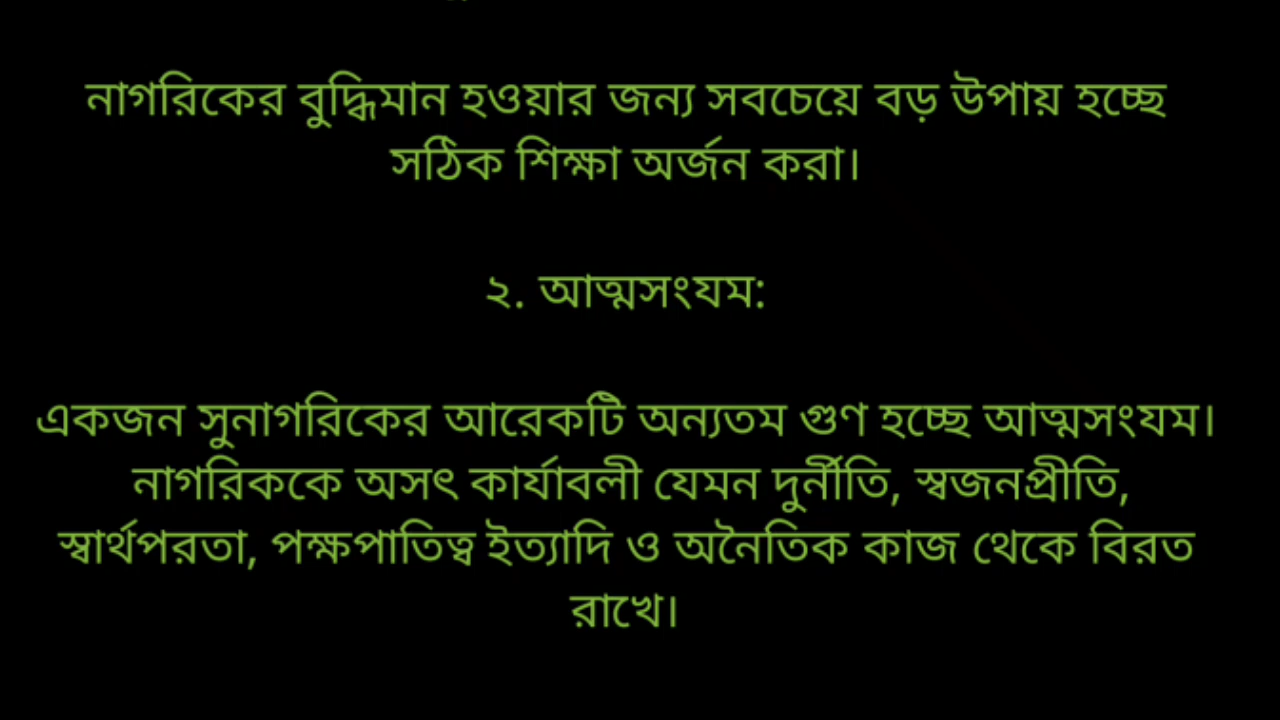 নাগরিকের বুদ্ধিমান হওয়ার জন্য সবচেয়ে বড় উপায় হচ্ছে
সঠিক শিক্ষা অর্জন করা।
২. আত্মসংযম:
একজন সুনাগরিকের আরেকটি অন্যতম গুণ হচ্ছে আত্মসংযম।
নাগরিককে অসৎ কার্যাবলী যেমন দুর্নীতি, স্বজনপ্রীতি,
স্বার্থপরতা, পক্ষপাতিত্ব ইত্যাদি ও অনৈতিক কাজ থেকে বিরত
রাখে।